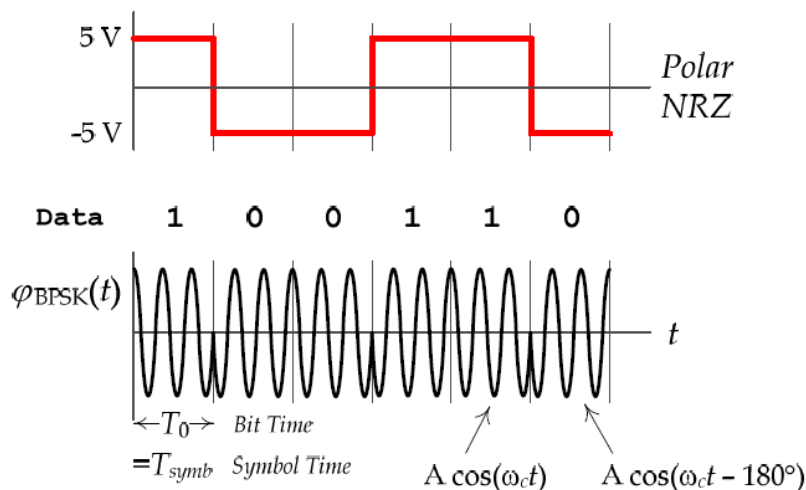 5 V
Polar
NRZ
-5 V
Data 1 0 0 1 1 0
φBPSK(t)
t
T0 Bit Time
=Tsymb Symbol Time
A cos(ωct) A cos(ωct – 180°)